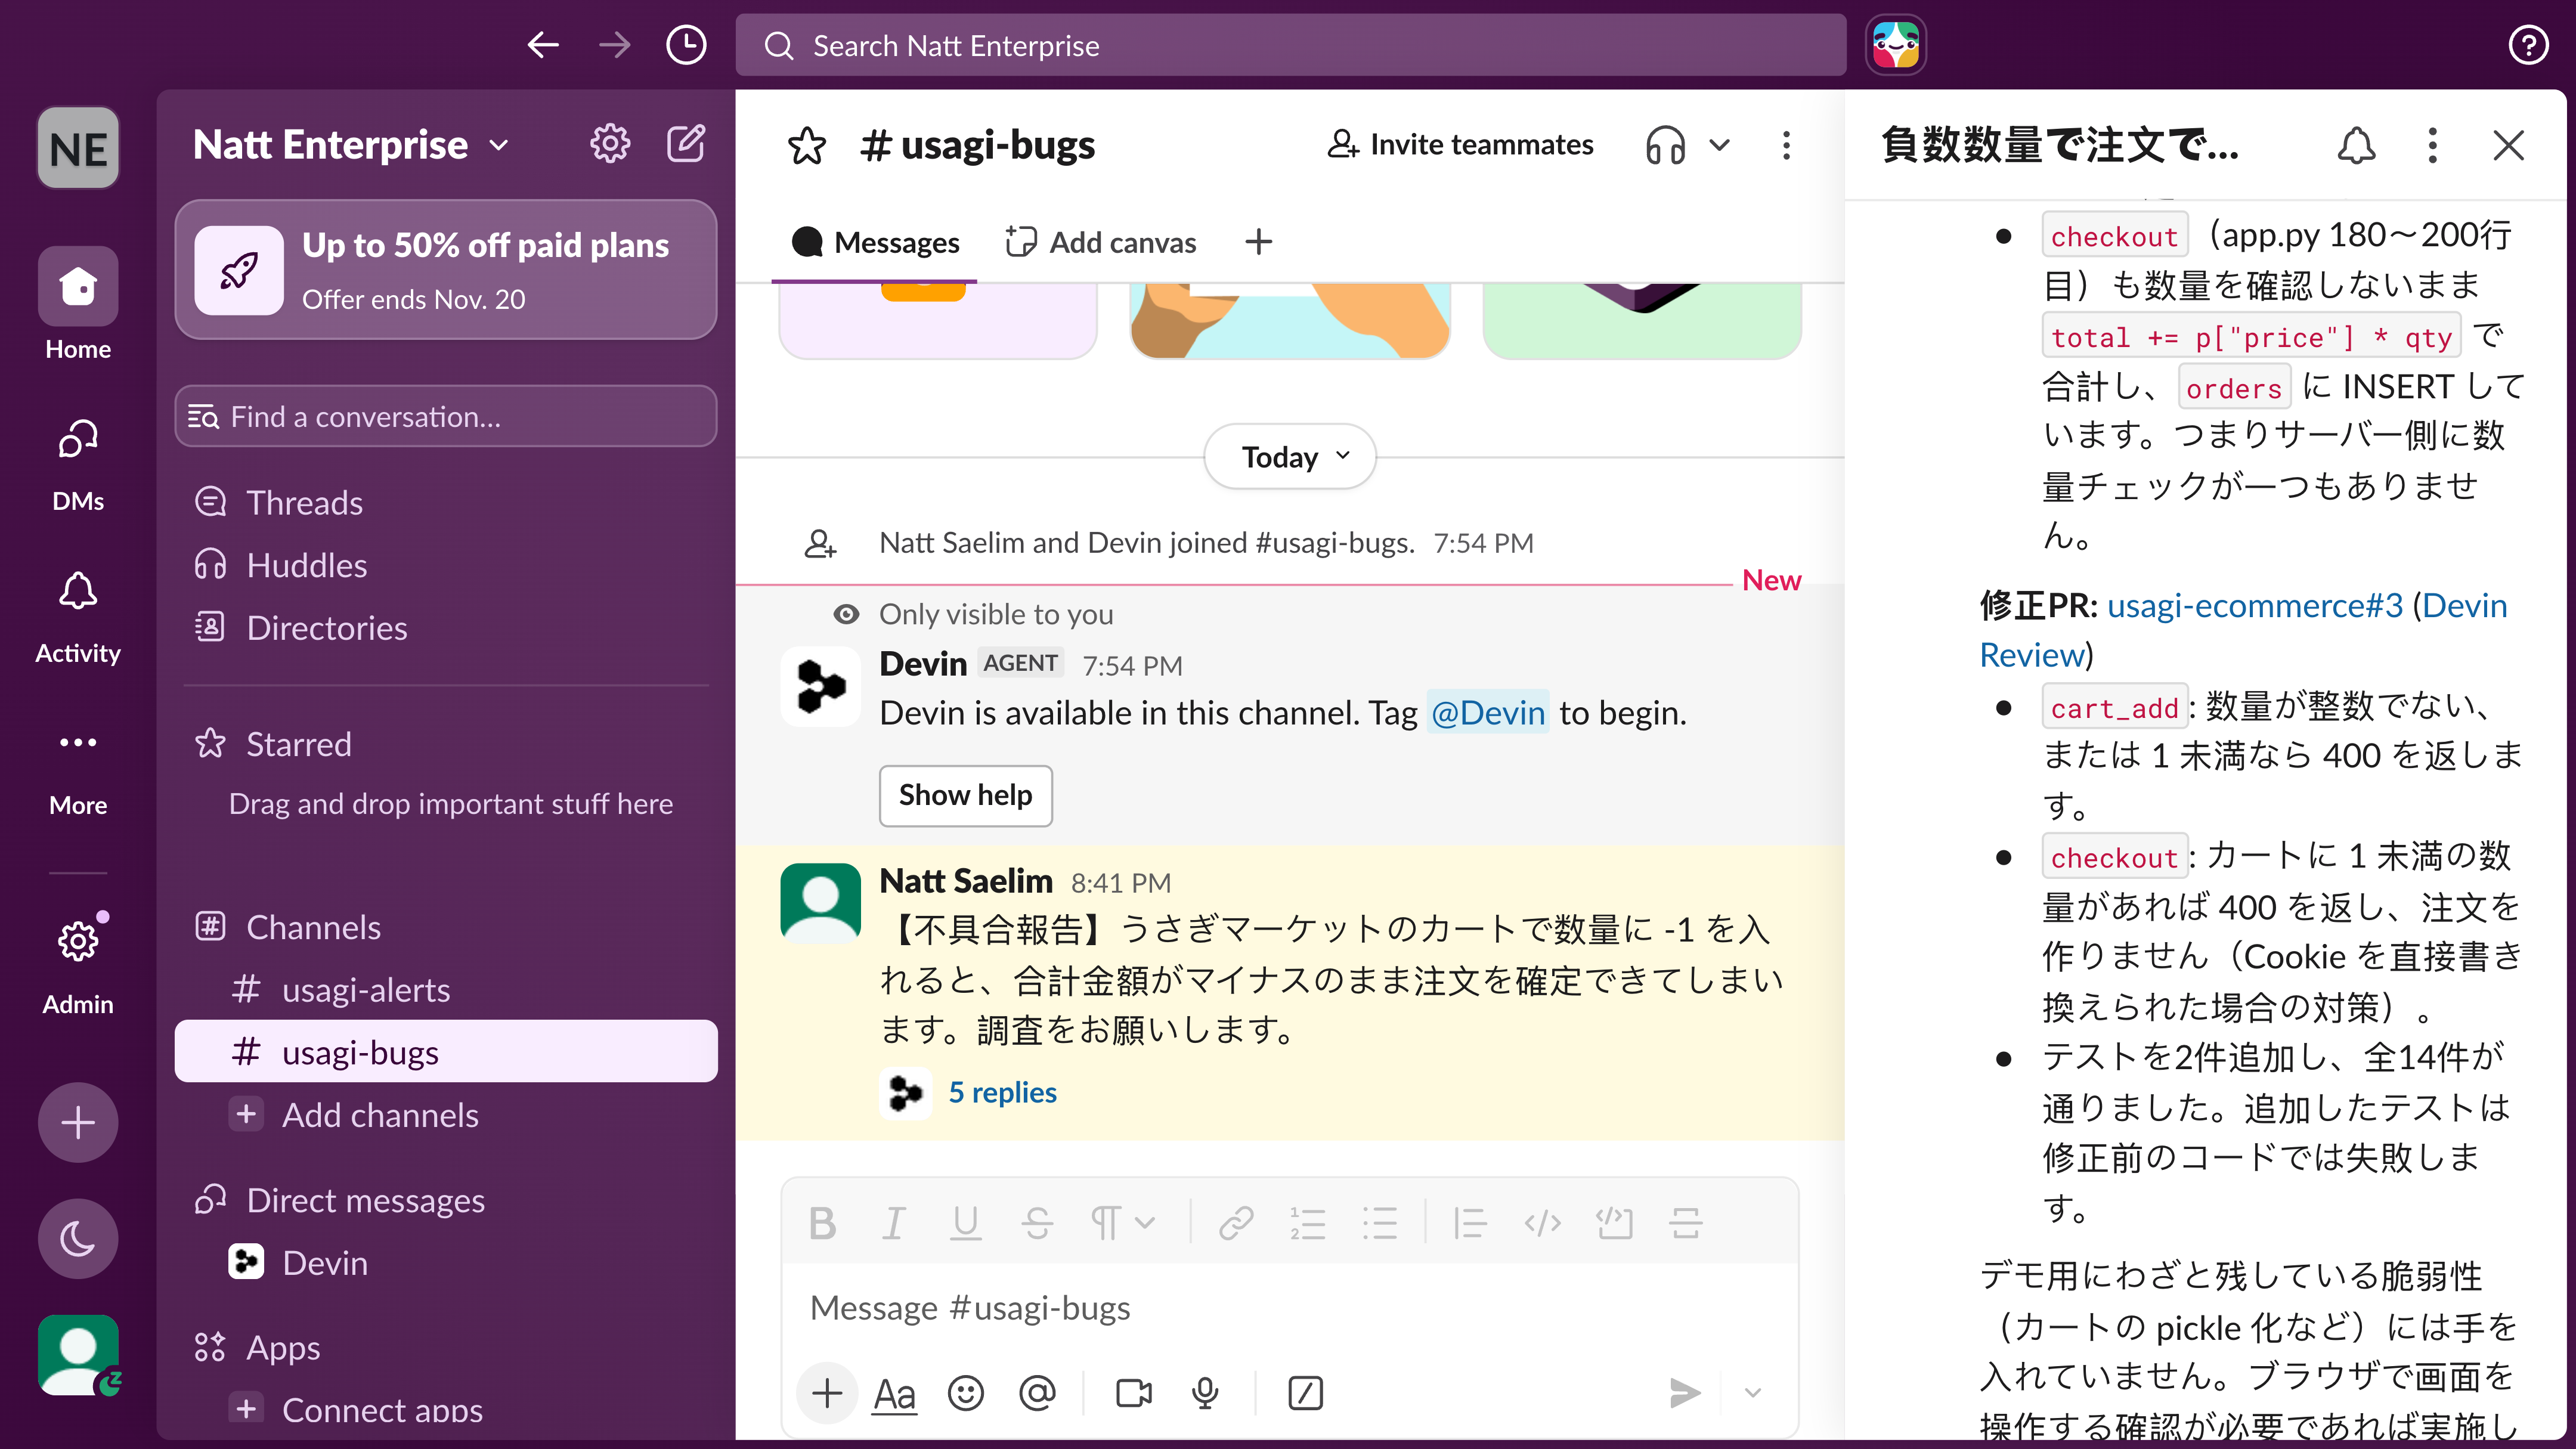 Search Natt Enterprise
NE
Home
DMs
Activity
More
Admin
Natt Enterprise
Up to 50% off paid plans
Offer ends Nov. 20
Find a conversation...
Threads
Huddles
Directories
Starred
Drag and drop important stuff here
Channels
# usagi-alerts
# usagi-bugs
Add channels
Direct messages
Devin
Apps
Connect apps
# usagi-bugs
Invite teammates
Messages
Add canvas
Today
Natt Saelim and Devin joined #usagi-bugs. 7:54 PM
New
Only visible to you
Devin AGENT 7:54 PM
Devin is available in this channel. Tag @Devin to begin.
Show help
Natt Saelim 8:41 PM
【不具合報告】うさぎマーケットのカートで数量に -1 を入
れると、合計金額がマイナスのまま注文を確定できてしまい
ます。調査をお願いします。
5 replies
Message #usagi-bugs
負数数量で注文で...
checkout（app.py 180〜200行
目）も数量を確認しないまま
total += p["price"] * qty で
合計し、 orders に INSERT して
います。つまりサーバー側に数
量チェックが一つもありませ
ん。
修正PR: usagi-ecommerce#3 (Devin
Review)
cart_add: 数量が整数でない、
または 1 未満なら 400 を返しま
す。
checkout: カートに 1 未満の数
量があれば 400 を返し、注文を
作りません（Cookie を直接書き
換えられた場合の対策）。
テストを2件追加し、全14件が
通りました。追加したテストは
修正前のコードでは失敗しま
す。
デモ用にわざと残している脆弱性
（カートの pickle 化など）には手を
入れていません。ブラウザで画面を
操作する確認が必要であれば実施し